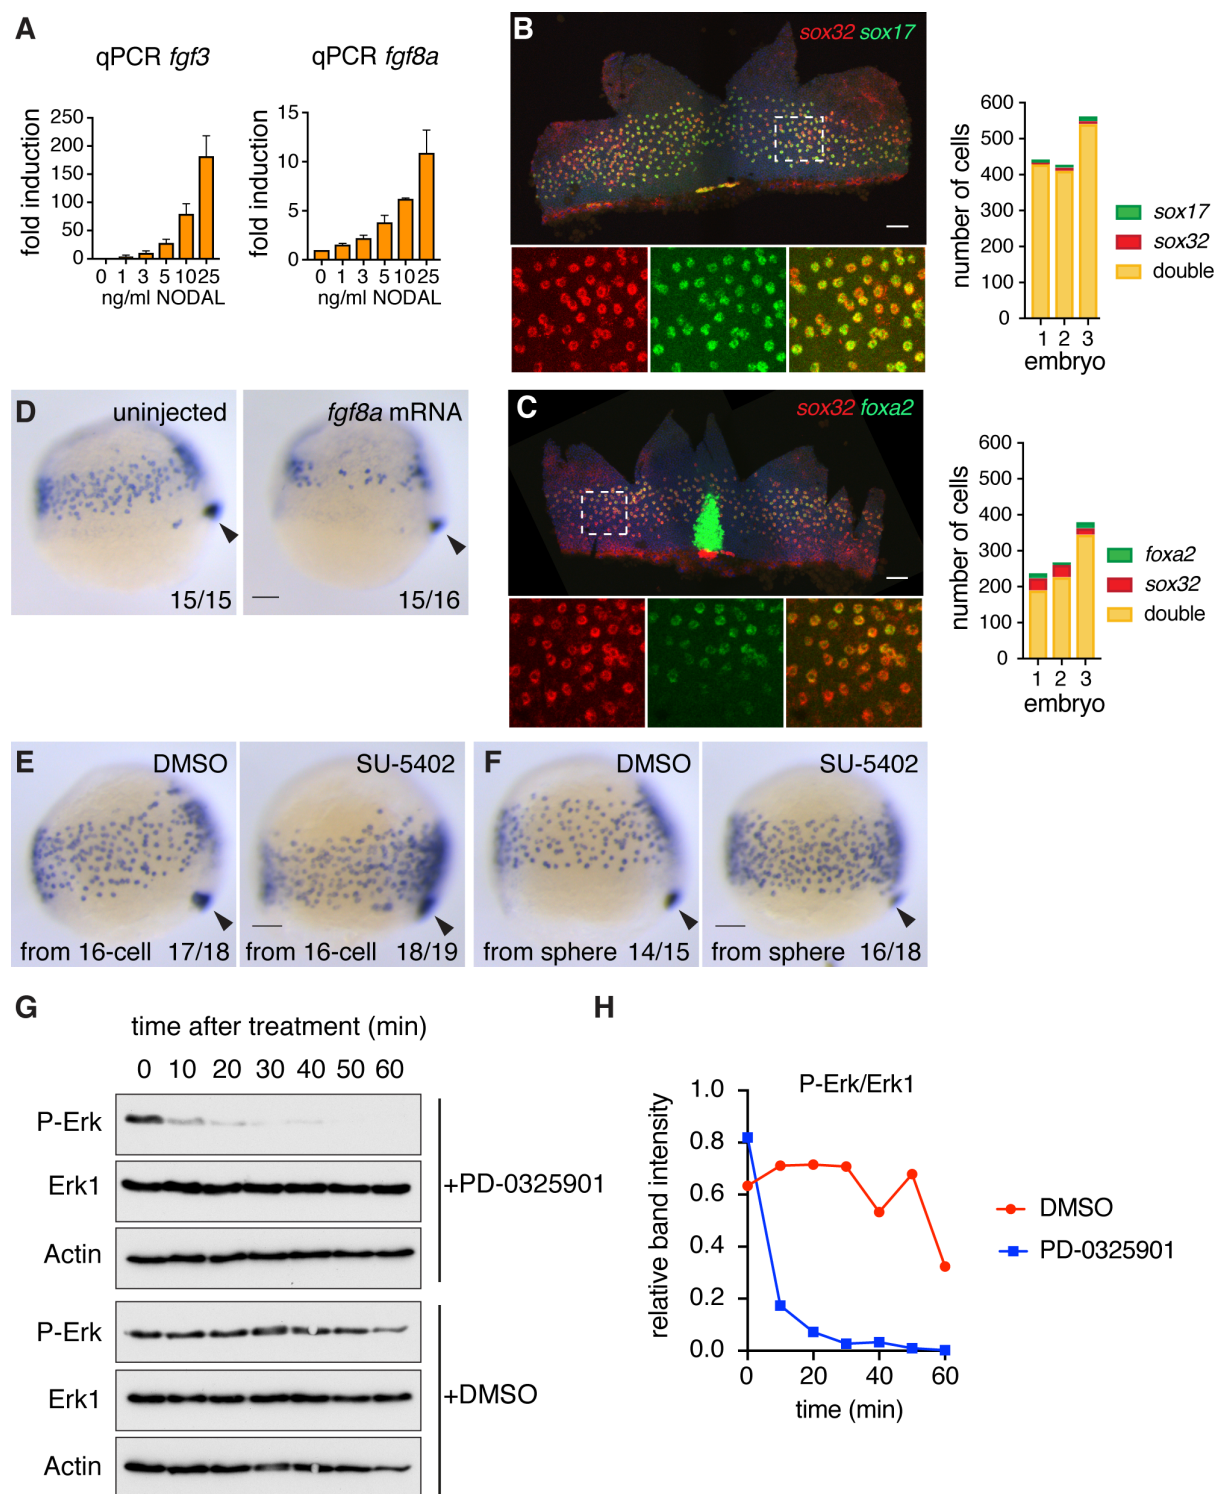 A
qPCR fgf3
fold induction
250
200
150
100
50
0
0 1 3 5 10 25
ng/ml NODAL
qPCR fgf8a
fold induction
15
10
5
0
0 1 3 5 10 25
ng/ml NODAL
B
sox32 sox17
number of cells
600
500
400
300
200
100
0
1 2 3
embryo
sox17
sox32
double
C
sox32 foxa2
number of cells
600
500
400
300
200
100
0
1 2 3
embryo
foxa2
sox32
double
D
uninjected
15/15
fgf8a mRNA
15/16
E
DMSO
from 16-cell 17/18
SU-5402
from 16-cell 18/19
F
DMSO
from sphere 14/15
SU-5402
from sphere 16/18
G
time after treatment (min)
0 10 20 30 40 50 60
P-Erk
Erk1
Actin
+PD-0325901
P-Erk
Erk1
Actin
+DMSO
H
P-Erk/Erk1
relative band intensity
1.0
0.8
0.6
0.4
0.2
0.0
0 20 40 60
time (min)
DMSO
PD-0325901